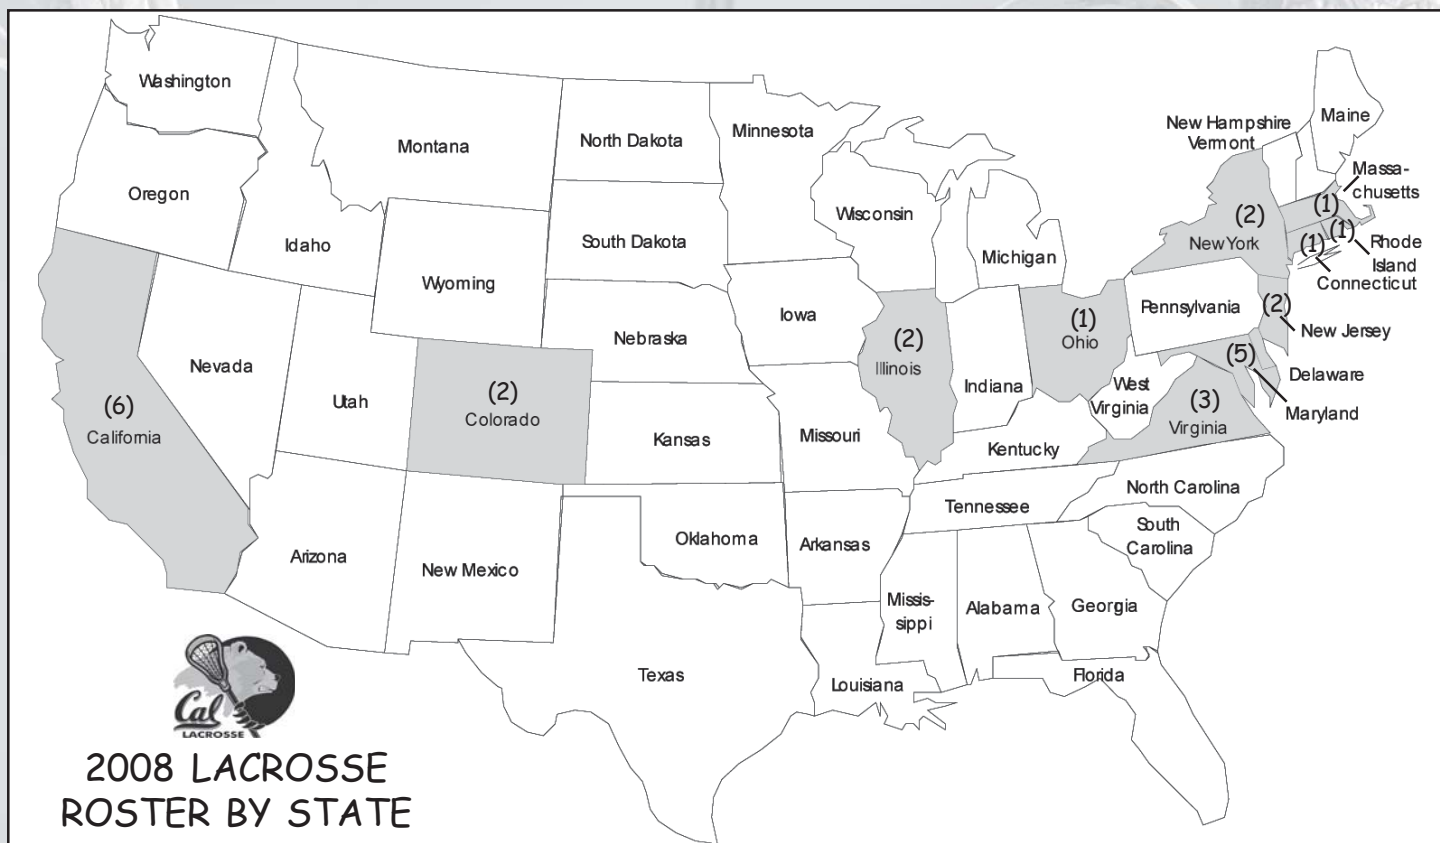 Washington
Oregon
Idaho
Montana
North Dakota
Minnesota
South Dakota
Wyoming
Nebraska
Iowa
Wisconsin
Michigan
New Hampshire
Vermont
Maine
Massa-
chusetts
(1)
(2)
New York
(1)
(1)
Rhode
Island
Connecticut
Pennsylvania
(2)
New Jersey
(5)
Delaware
Maryland
(6)
California
Nevada
Utah
(2)
Colorado
Kansas
Missouri
(2)
Illinois
Indiana
(1)
Ohio
West
Virginia
(3)
Virginia
Kentucky
Tennessee
North Carolina
South
Carolina
Arizona
New Mexico
Oklahoma
Arkansas
Missis-
sippi
Alabama
Georgia
Texas
Louisiana
Florida
Cal
LACROSSE
2008 LACROSSE
ROSTER BY STATE